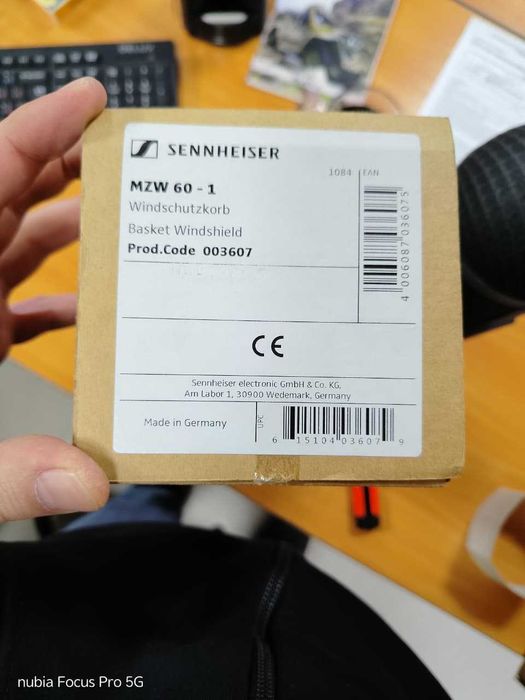 SENNHEISER
1084 EAN
MZW 60 - 1
Windschutzkorb
Basket Windshield
Prod.Code 003607
4 006087 036075
CE
Sennheiser electronic GmbH & Co. KG.
Am Labor 1, 30900 Wedemark, Germany
Made in Germany
UPC
6 15104 03607 9
nubia Focus Pro 5G